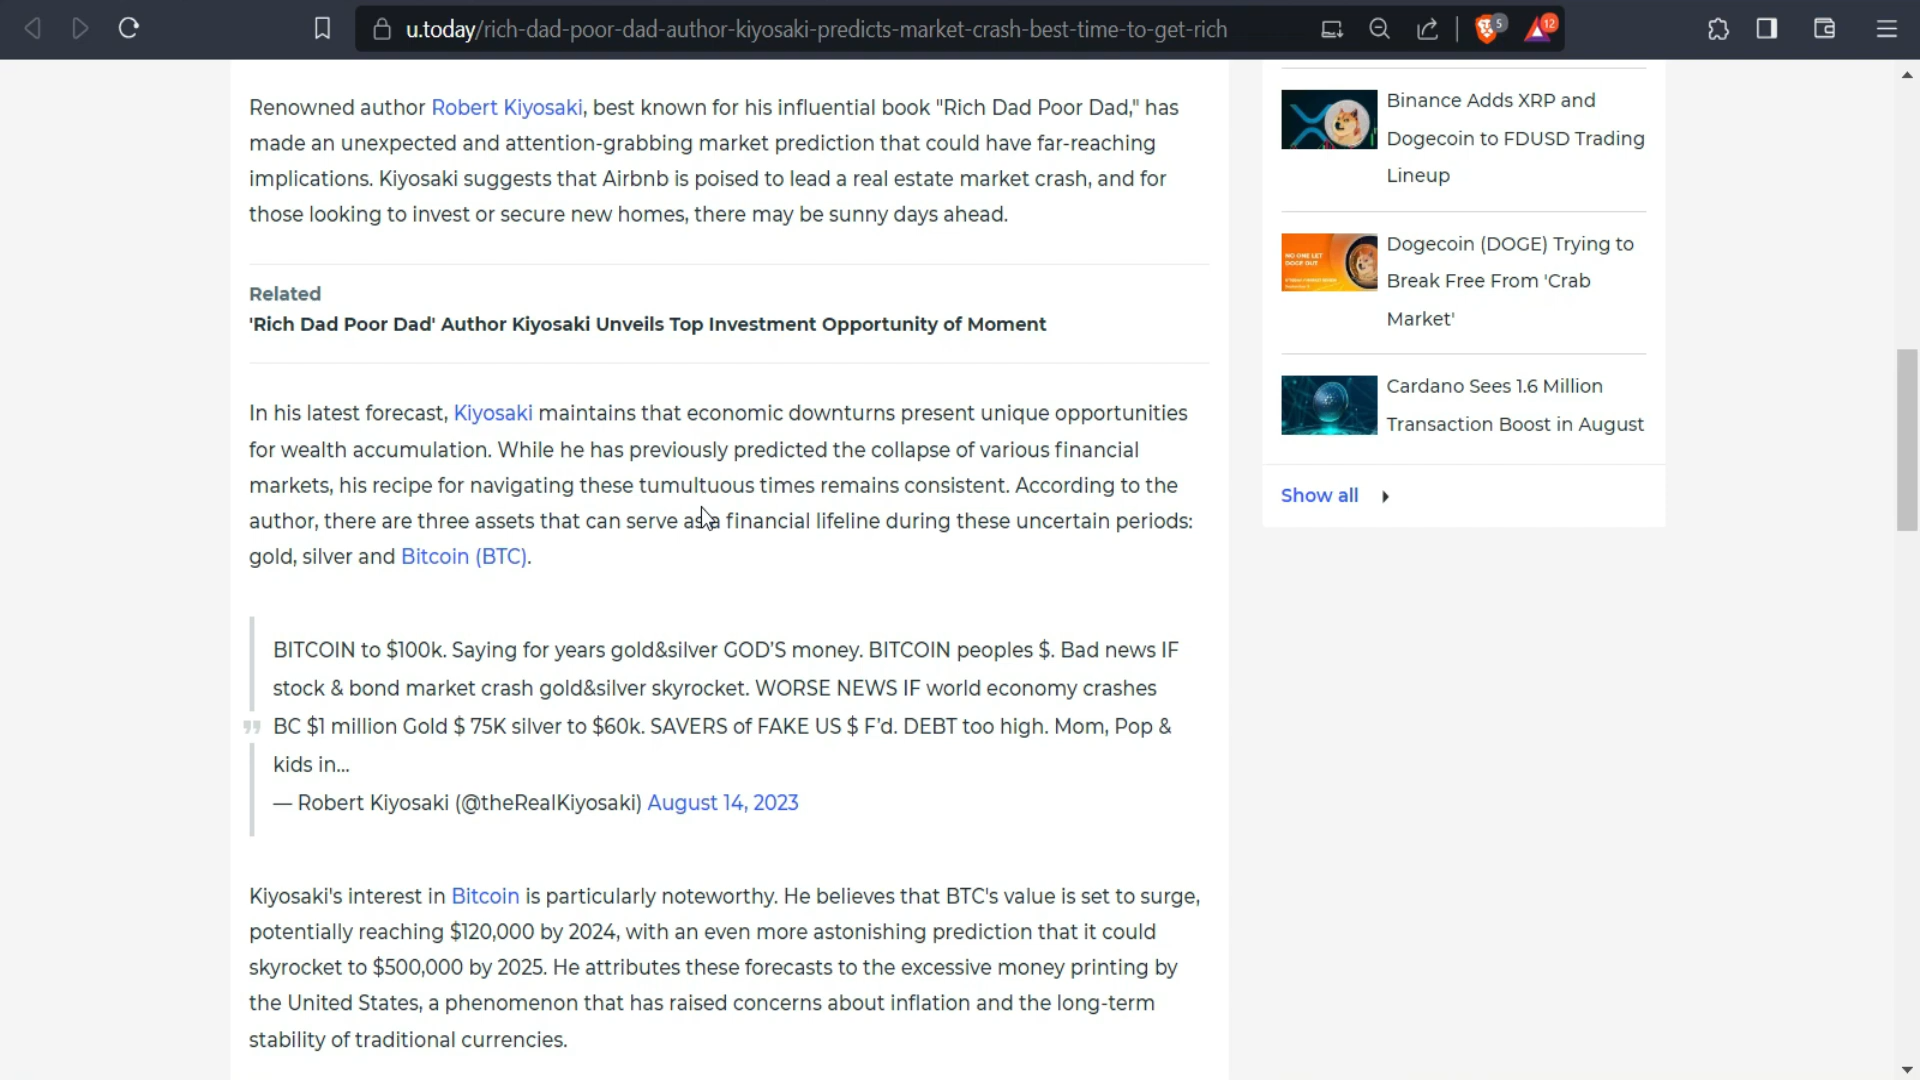 u.today/rich-dad-poor-dad-author-kiyosaki-predicts-market-crash-best-time-to-get-rich
5
12
Renowned author Robert Kiyosaki, best known for his influential book "Rich Dad Poor Dad," has
made an unexpected and attention-grabbing market prediction that could have far-reaching
implications. Kiyosaki suggests that Airbnb is poised to lead a real estate market crash, and for
those looking to invest or secure new homes, there may be sunny days ahead.
Related
'Rich Dad Poor Dad' Author Kiyosaki Unveils Top Investment Opportunity of Moment
In his latest forecast, Kiyosaki maintains that economic downturns present unique opportunities
for wealth accumulation. While he has previously predicted the collapse of various financial
markets, his recipe for navigating these tumultuous times remains consistent. According to the
author, there are three assets that can serve as a financial lifeline during these uncertain periods:
gold, silver and Bitcoin (BTC).
BITCOIN to $100k. Saying for years gold&silver GOD’S money. BITCOIN peoples $. Bad news IF
stock & bond market crash gold&silver skyrocket. WORSE NEWS IF world economy crashes
BC $1 million Gold $ 75K silver to $60k. SAVERS of FAKE US $ F’d. DEBT too high. Mom, Pop &
kids in…
— Robert Kiyosaki (@theRealKiyosaki) August 14, 2023
Kiyosaki's interest in Bitcoin is particularly noteworthy. He believes that BTC's value is set to surge,
potentially reaching $120,000 by 2024, with an even more astonishing prediction that it could
skyrocket to $500,000 by 2025. He attributes these forecasts to the excessive money printing by
the United States, a phenomenon that has raised concerns about inflation and the long-term
stability of traditional currencies.
Binance Adds XRP and
Dogecoin to FDUSD Trading
Lineup
NO ONE LET
DOGE OUT
Dogecoin (DOGE) Trying to
Break Free From 'Crab
Market'
Cardano Sees 1.6 Million
Transaction Boost in August
Show all